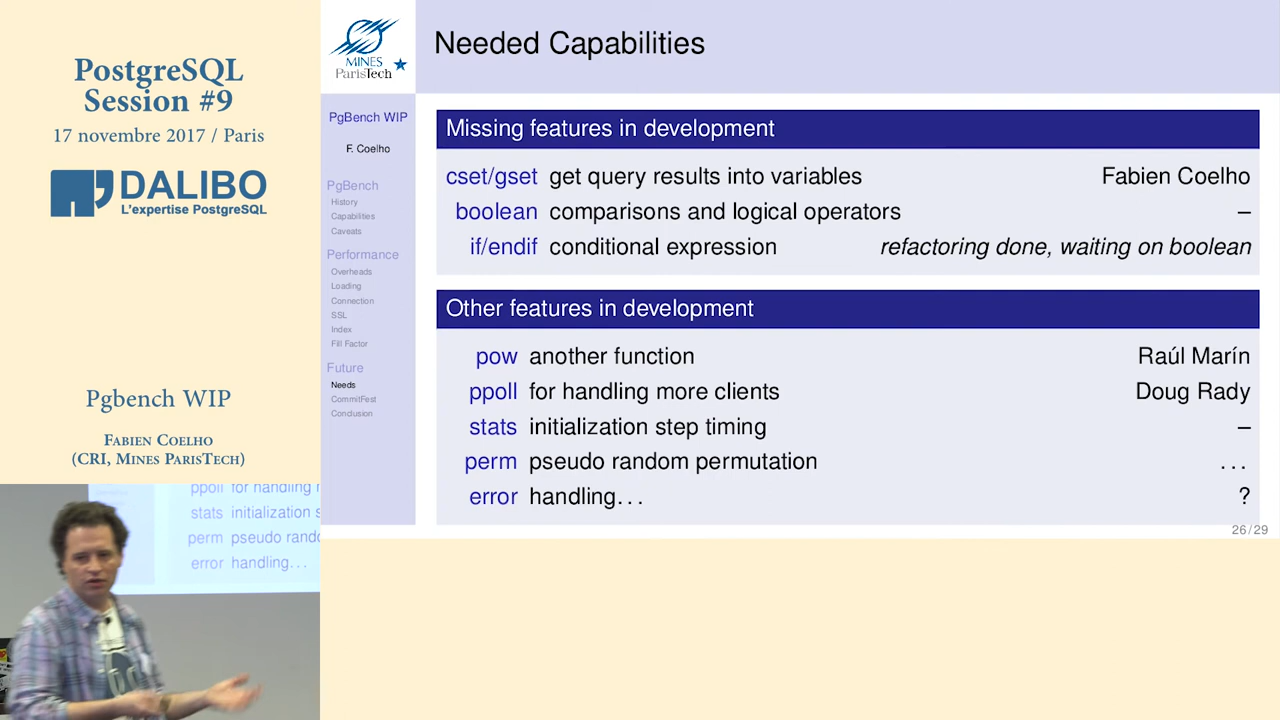 PostgreSQL
Session #9
17 novembre 2017 / Paris
DALIBO
L'expertise PostgreSQL
Pgbench WIP
FABIEN COELHO
(CRI, MINES PARISTECH)
MINES
ParisTech
PgBench WIP
F. Coelho
PgBench
History
Capabilities
Caveats
Performance
Overheads
Loading
Connection
SSL
Index
Fill Factor
Future
Needs
CommitFest
Conclusion
Needed Capabilities
Missing features in development
cset/gset get query results into variables Fabien Coelho
boolean comparisons and logical operators –
if/endif conditional expression refactoring done, waiting on boolean
Other features in development
pow another function Raúl Marín
ppoll for handling more clients Doug Rady
stats initialization step timing –
perm pseudo random permutation ...
error handling... ?
26/29
ppoll for handling
stats initialization s
perm pseudo rand
error handling...